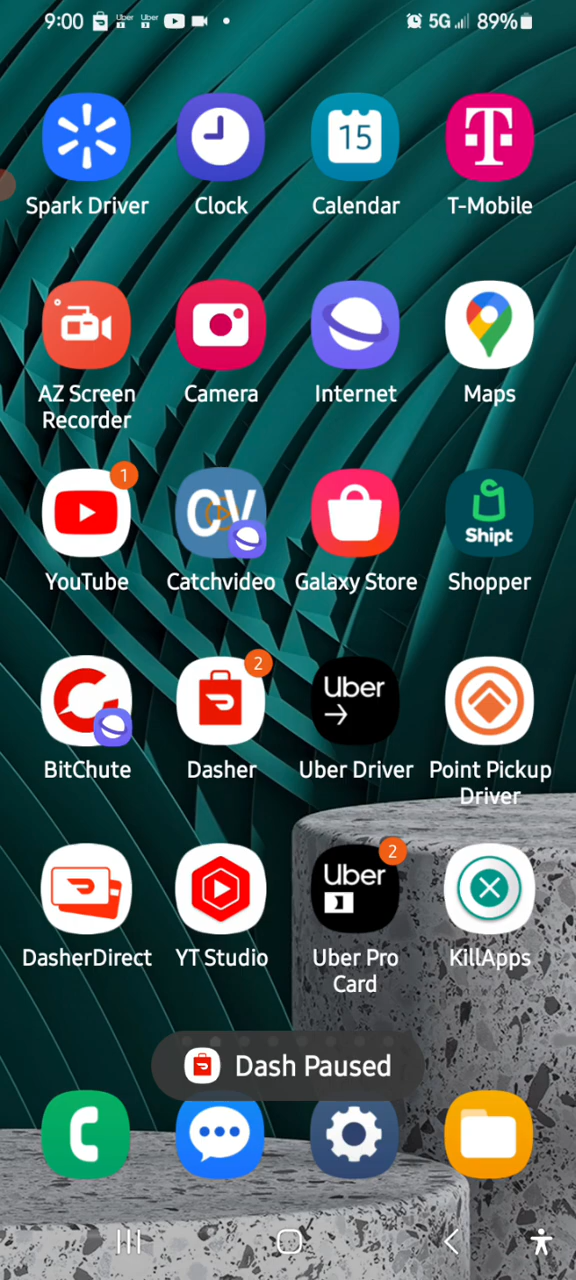 9:00 Uber Uber 5G 89%
15
Spark Driver Clock Calendar T-Mobile
AZ Screen Recorder Camera Internet Maps
1
CV
Shipt
YouTube Catchvideo Galaxy Store Shopper
2
Uber
BitChute Dasher Uber Driver Point Pickup Driver
2
Uber
DasherDirect YT Studio Uber Pro Card KillApps
Dash Paused